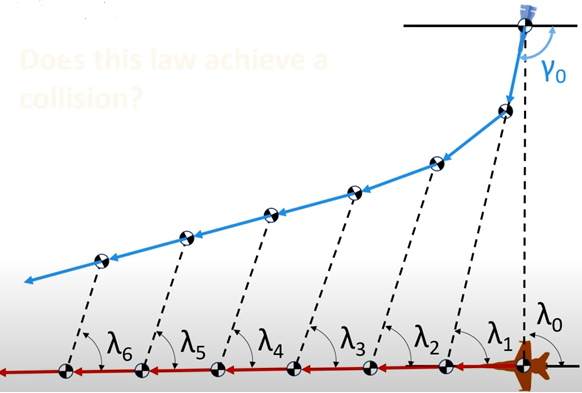 Does this law achieve a
collision?
γ₀
λ₆
λ₅
λ₄
λ₃
λ₂
λ₁
λ₀